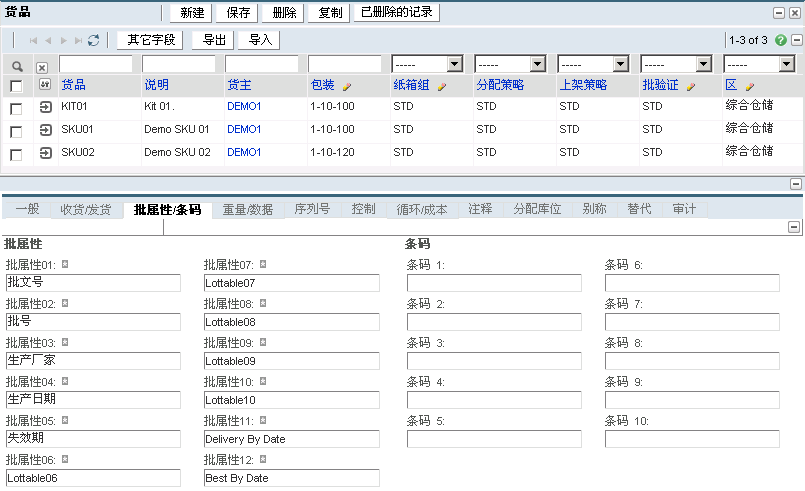 货品 新建 保存 删除 复制 已删除的记录
其它字段 导出 导入 1-3 of 3
----- ----- ----- ----- -----
货品 说明 货主 包装 纸箱组 分配策略 上架策略 批验证 区
KIT01 Kit 01. DEMO1 1-10-100 STD STD STD STD 综合仓储
SKU01 Demo SKU 01 DEMO1 1-10-100 STD STD STD STD 综合仓储
SKU02 Demo SKU 02 DEMO1 1-10-120 STD STD STD STD 综合仓储
一般 收货/发货 批属性/条码 重量/数据 序列号 控制 循环/成本 注释 分配库位 别称 替代 审计
批属性 条码
批属性01: 批属性07: 条码 1: 条码 6:
批文号 Lottable07
批属性02: 批属性08: 条码 2: 条码 7:
批号 Lottable08
批属性03: 批属性09: 条码 3: 条码 8:
生产厂家 Lottable09
批属性04: 批属性10: 条码 4: 条码 9:
生产日期 Lottable10
批属性05: 批属性11: 条码 5: 条码 10:
失效期 Delivery By Date
批属性06: 批属性12:
Lottable06 Best By Date